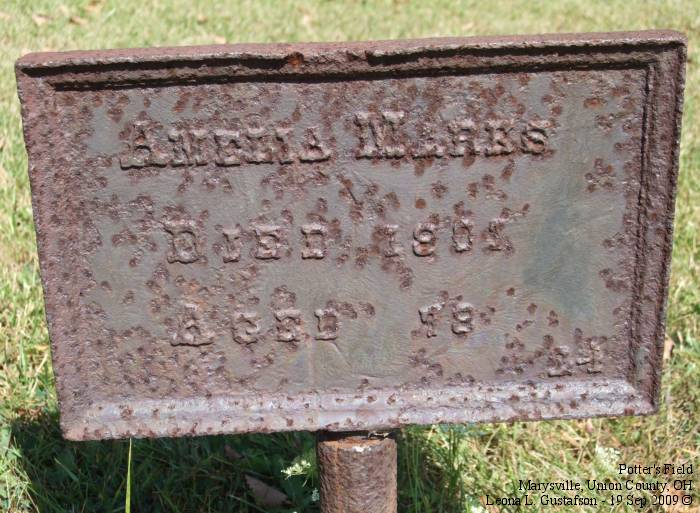 Amelia Marks
Died 1901
Aged 78
24
Potter's Field
Marysville, Union County, OH
Leona L. Gustafson - 19 Sep 2009 ©